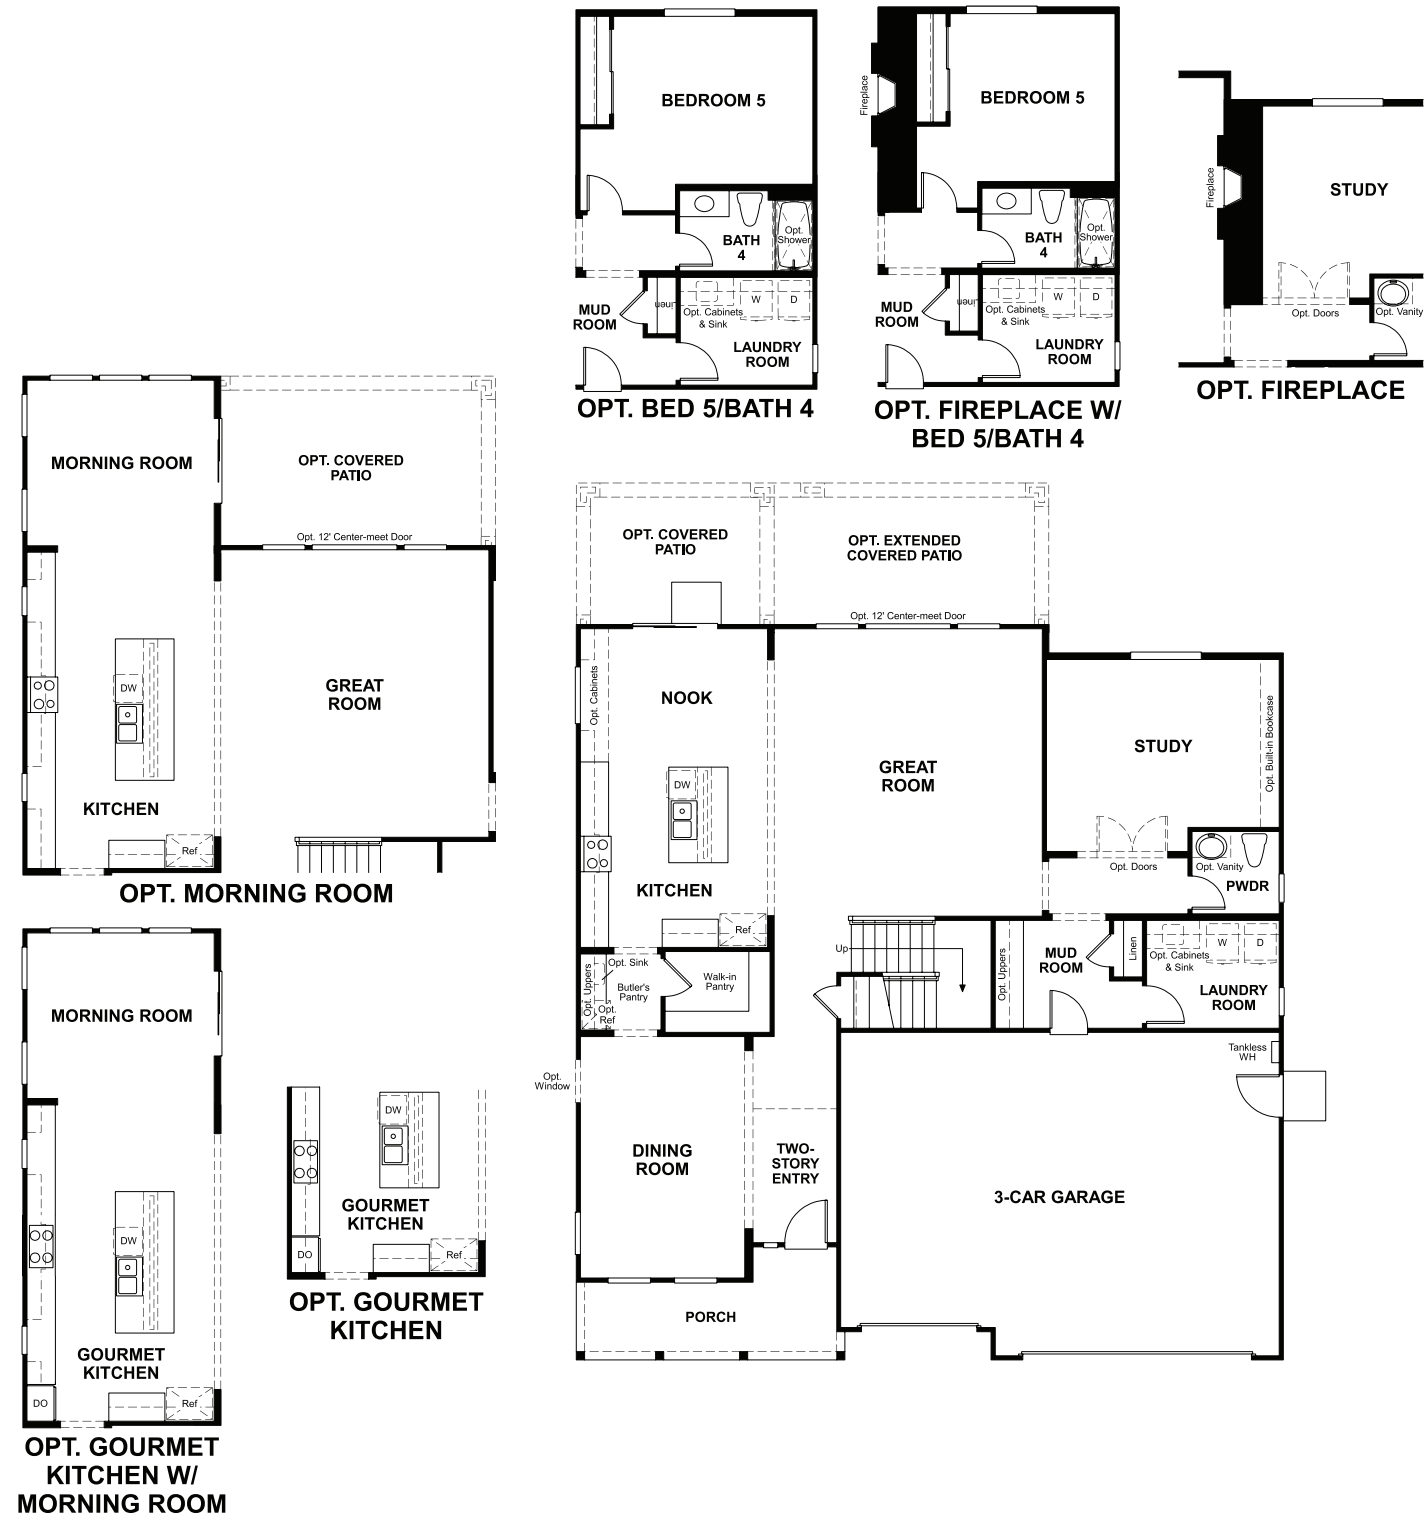 BEDROOM 5
BATH
4
Opt.
Shower
MUD
ROOM
Linen
W
D
Opt. Cabinets
& Sink
LAUNDRY
ROOM
OPT. BED 5/BATH 4
Fireplace
BEDROOM 5
BATH
4
Opt.
Shower
MUD
ROOM
Linen
W
D
Opt. Cabinets
& Sink
LAUNDRY
ROOM
OPT. FIREPLACE W/
BED 5/BATH 4
Fireplace
STUDY
Opt. Doors
Opt. Vanity
OPT. FIREPLACE
MORNING ROOM
OPT. COVERED
PATIO
Opt. 12' Center-meet Door
GREAT
ROOM
DW
KITCHEN
Ref
OPT. MORNING ROOM
OPT. COVERED
PATIO
OPT. EXTENDED
COVERED PATIO
Opt. 12' Center-meet Door
Opt. Cabinets
NOOK
GREAT
ROOM
DW
KITCHEN
Ref
STUDY
Opt. Built-in Bookcase
Opt. Doors
Opt. Vanity
PWDR
Up
Opt. Uppers
Opt. Sink
Butler's
Pantry
Opt.
Ref
Walk-in
Pantry
Opt. Uppers
MUD
ROOM
Linen
W
D
Opt. Cabinets
& Sink
LAUNDRY
ROOM
Tankless
WH
Opt.
Window
DINING
ROOM
TWO-
STORY
ENTRY
3-CAR GARAGE
PORCH
MORNING ROOM
DW
GOURMET
KITCHEN
DO
Ref
OPT. GOURMET
KITCHEN W/
MORNING ROOM
DW
GOURMET
KITCHEN
DO
Ref
OPT. GOURMET
KITCHEN